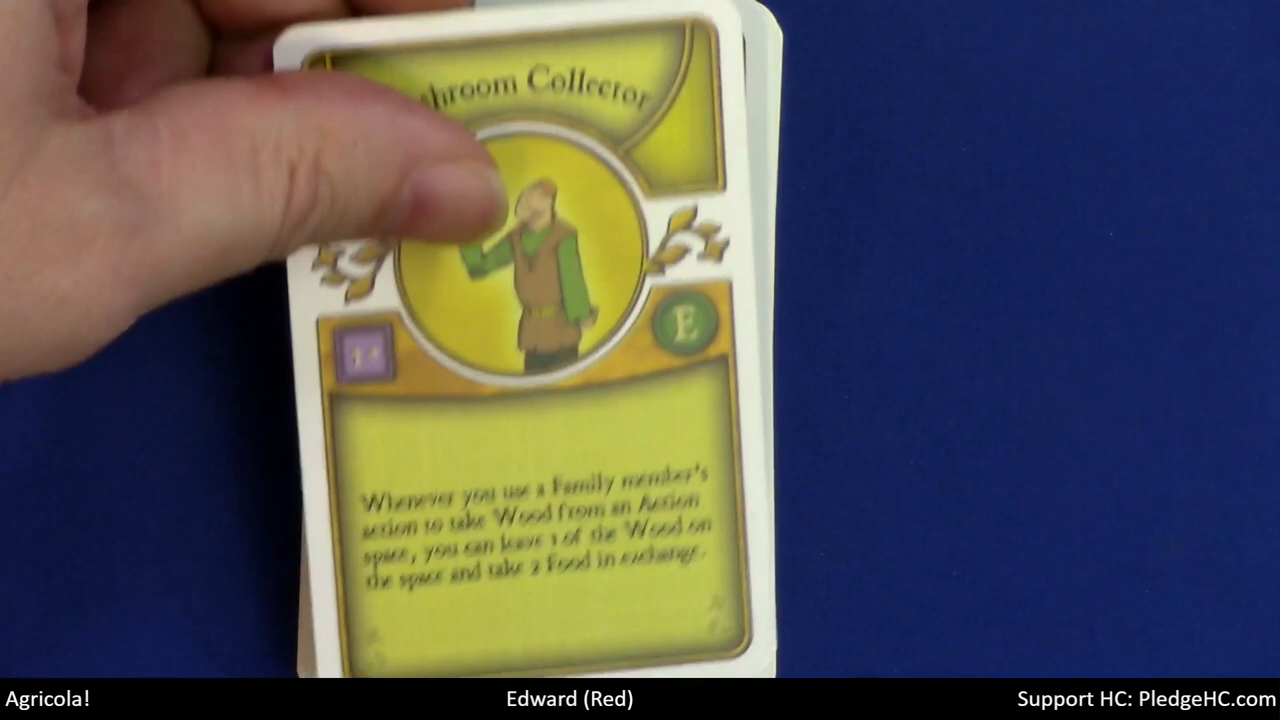 shroom Collector
1+
E
Whenever you use a Family member's
action to take Wood from an Action
space, you can leave 1 of the Wood on
the space and take 2 Food in exchange.
Agricola!
Edward (Red)
Support HC: PledgeHC.com